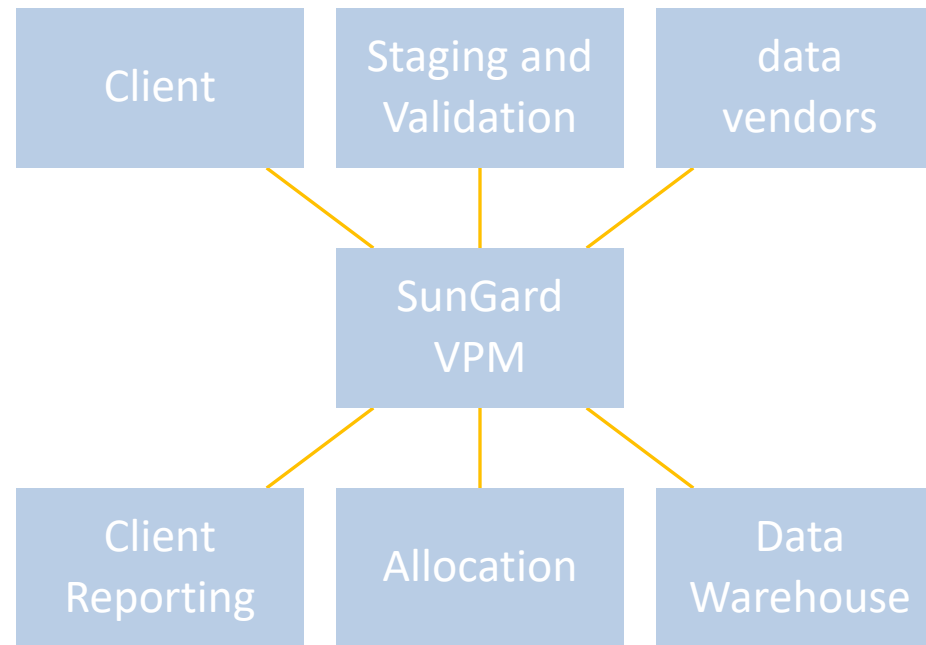 Client
Staging and
Validation
data
vendors
SunGard
VPM
Client
Reporting
Allocation
Data
Warehouse